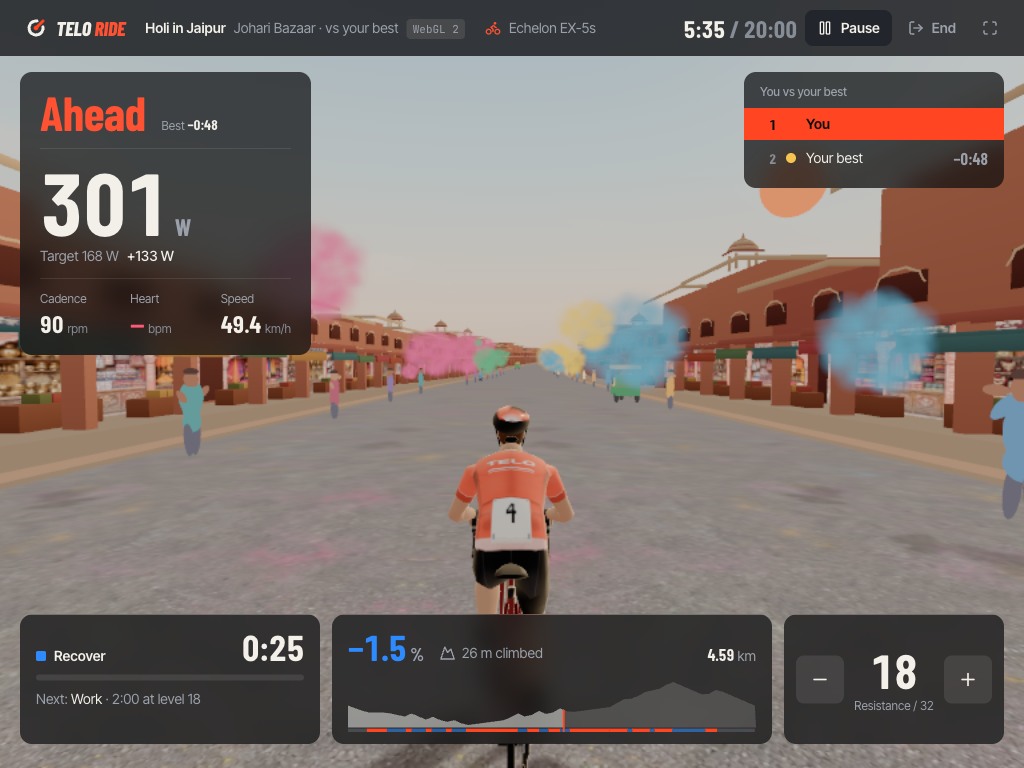 TELO RIDE
Holi in Jaipur Johari Bazaar · vs your best WebGL 2 Echelon EX-5s
5:35 / 20:00 Pause End
Ahead Best −0:48
301 W
Target 168 W +133 W
Cadence Heart Speed
90 rpm – bpm 49.4 km/h
You vs your best
1 You
2 Your best −0:48
TELO
4
Recover 0:25
Next: Work · 2:00 at level 18
−1.5 % 26 m climbed 4.59 km
− 18 +
Resistance / 32